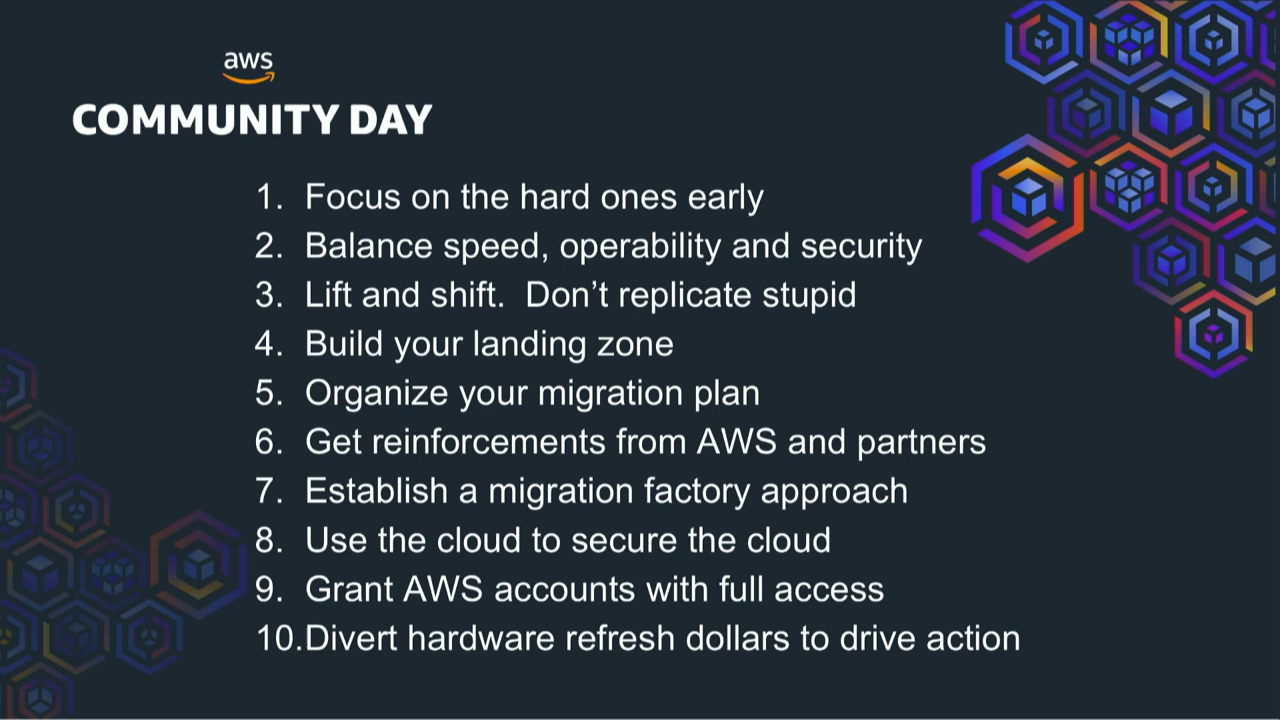 aws
COMMUNITY DAY
1. Focus on the hard ones early
2. Balance speed, operability and security
3. Lift and shift.  Don’t replicate stupid
4. Build your landing zone
5. Organize your migration plan
6. Get reinforcements from AWS and partners
7. Establish a migration factory approach
8. Use the cloud to secure the cloud
9. Grant AWS accounts with full access
10.Divert hardware refresh dollars to drive action